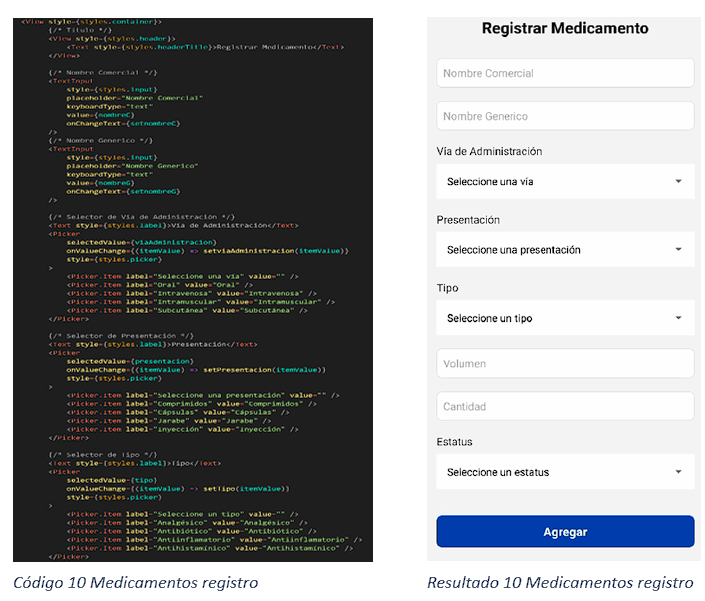 <View style={styles.container}>
{/* Titulo */}
<View style={styles.header}>
<Text style={styles.headerTitle}>Registrar Medicamento</Text>
</View>
{/* Nombre Comercial */}
<TextInput
style={styles.input}
placeholder="Nombre Comercial"
keyboardType="text"
value={nombreC}
onChangeText={setnombreC}
/>
{/* Nombre Generico */}
<TextInput
style={styles.input}
placeholder="Nombre Generico"
keyboardType="text"
value={nombreG}
onChangeText={setnombreG}
/>
{/* Selector de Vía de Administración */}
<Text style={styles.label}>Vía de Administración</Text>
<Picker
selectedValue={viaAdministracion}
onValueChange={(itemValue) => setviaAdministracion(itemValue)}
style={styles.picker}
>
<Picker.Item label="Seleccione una vía" value="" />
<Picker.Item label="Oral" value="Oral" />
<Picker.Item label="Intravenosa" value="Intravenosa" />
<Picker.Item label="Intramuscular" value="Intramuscular" />
<Picker.Item label="Subcutánea" value="Subcutánea" />
</Picker>
{/* Selector de Presentación */}
<Text style={styles.label}>Presentación</Text>
<Picker
selectedValue={presentacion}
onValueChange={(itemValue) => setPresentacion(itemValue)}
style={styles.picker}
>
<Picker.Item label="Seleccione una presentación" value="" />
<Picker.Item label="Comprimidos" value="Comprimidos" />
<Picker.Item label="Cápsulas" value="Cápsulas" />
<Picker.Item label="Jarabe" value="Jarabe" />
<Picker.Item label="Inyección" value="Inyección" />
</Picker>
{/* Selector de Tipo */}
<Text style={styles.label}>Tipo</Text>
<Picker
selectedValue={tipo}
onValueChange={(itemValue) => setTipo(itemValue)}
style={styles.picker}
>
<Picker.Item label="Seleccione un tipo" value="" />
<Picker.Item label="Analgésico" value="Analgésico" />
<Picker.Item label="Antibiótico" value="Antibiótico" />
<Picker.Item label="Antiinflamatorio" value="Antiinflamatorio" />
<Picker.Item label="Antihistamínico" value="Antihistamínico" />
</Picker>
Código 10 Medicamentos registro
Registrar Medicamento
Nombre Comercial
Nombre Generico
Vía de Administración
Seleccione una vía
Presentación
Seleccione una presentación
Tipo
Seleccione un tipo
Volumen
Cantidad
Estatus
Seleccione un estatus
Agregar
Resultado 10 Medicamentos registro